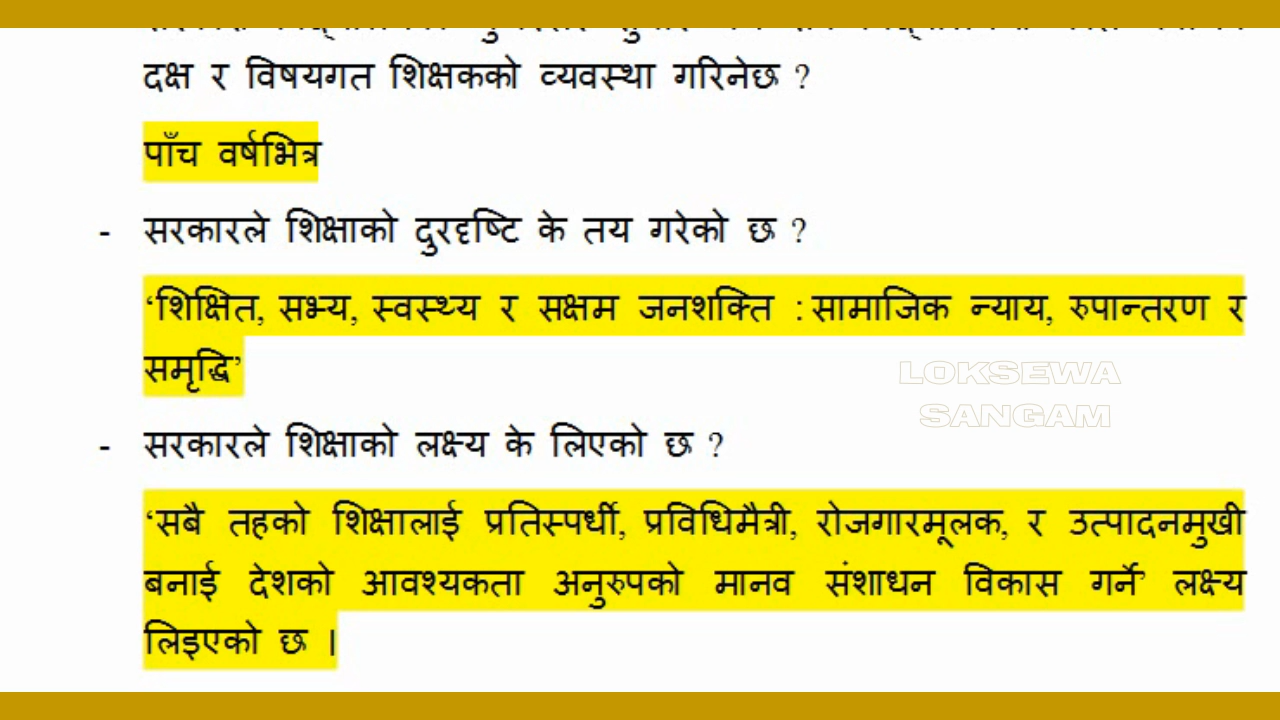 दक्ष र विषयगत शिक्षकको व्यवस्था गरिनेछ ?
पाँच वर्षभित्र
- सरकारले शिक्षाको दुरदृष्टि के तय गरेको छ ?
‘शिक्षित, सभ्य, स्वस्थ्य र सक्षम जनशक्ति : सामाजिक न्याय, रुपान्तरण र
समृद्धि’
LOKSEWA
SANGAM
- सरकारले शिक्षाको लक्ष्य के लिएको छ ?
‘सबै तहको शिक्षालाई प्रतिस्पर्धी, प्रविधिमैत्री, रोजगारमूलक, र उत्पादनमुखी
बनाई देशको आवश्यकता अनुरुपको मानव संशाधन विकास गर्ने’ लक्ष्य
लिइएको छ ।